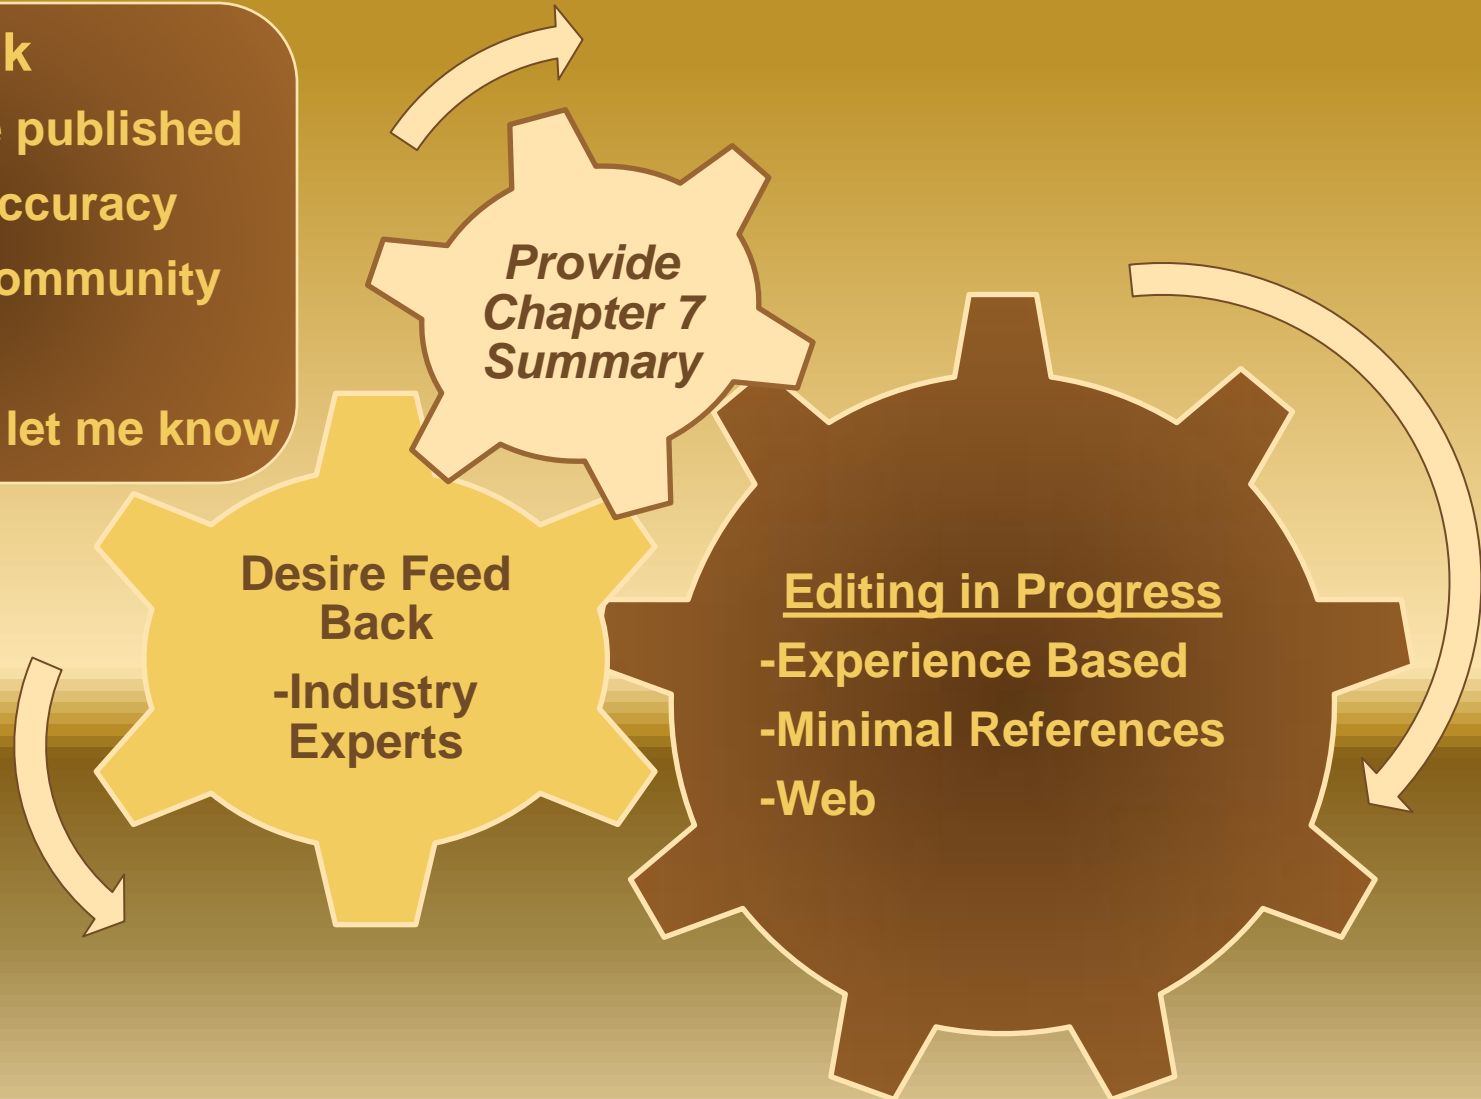 k
published
ccuracy
ommunity
let me know
Provide
Chapter 7
Summary
Desire Feed
Back
-Industry
Experts
Editing in Progress
-Experience Based
-Minimal References
-Web